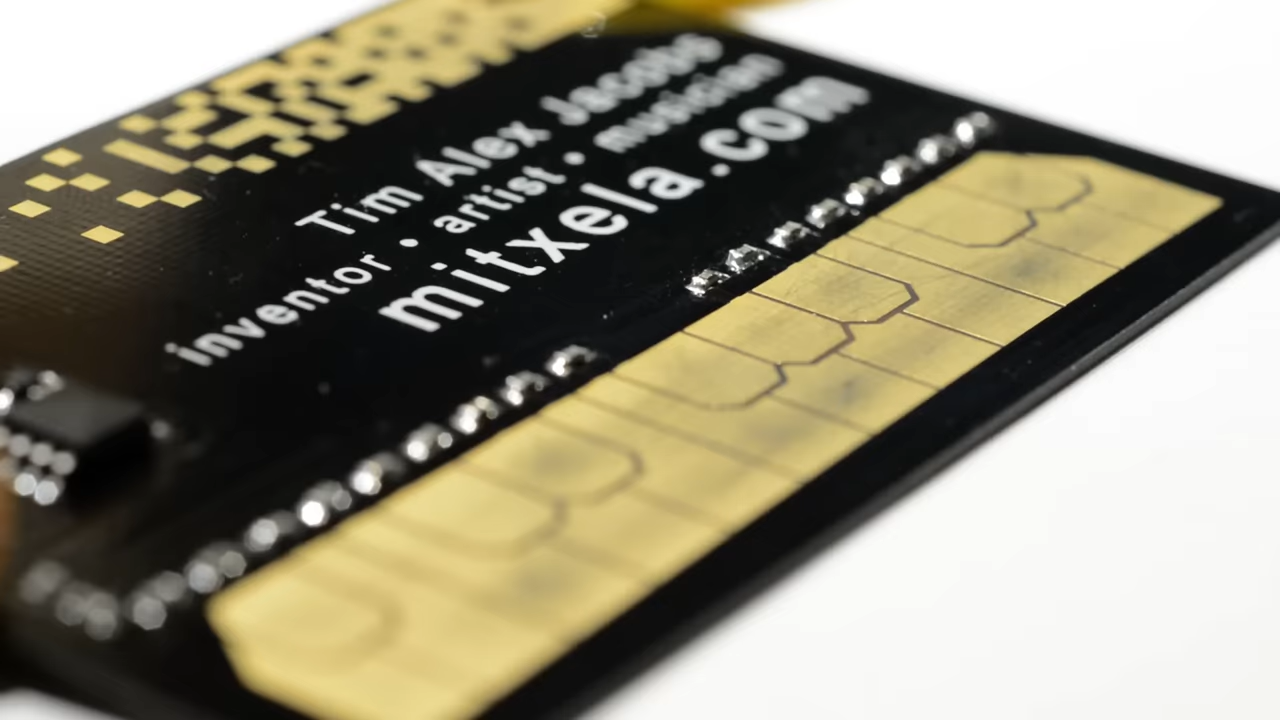 Tim Alex Jacobs
inventor • artist • musician
mitxela.com